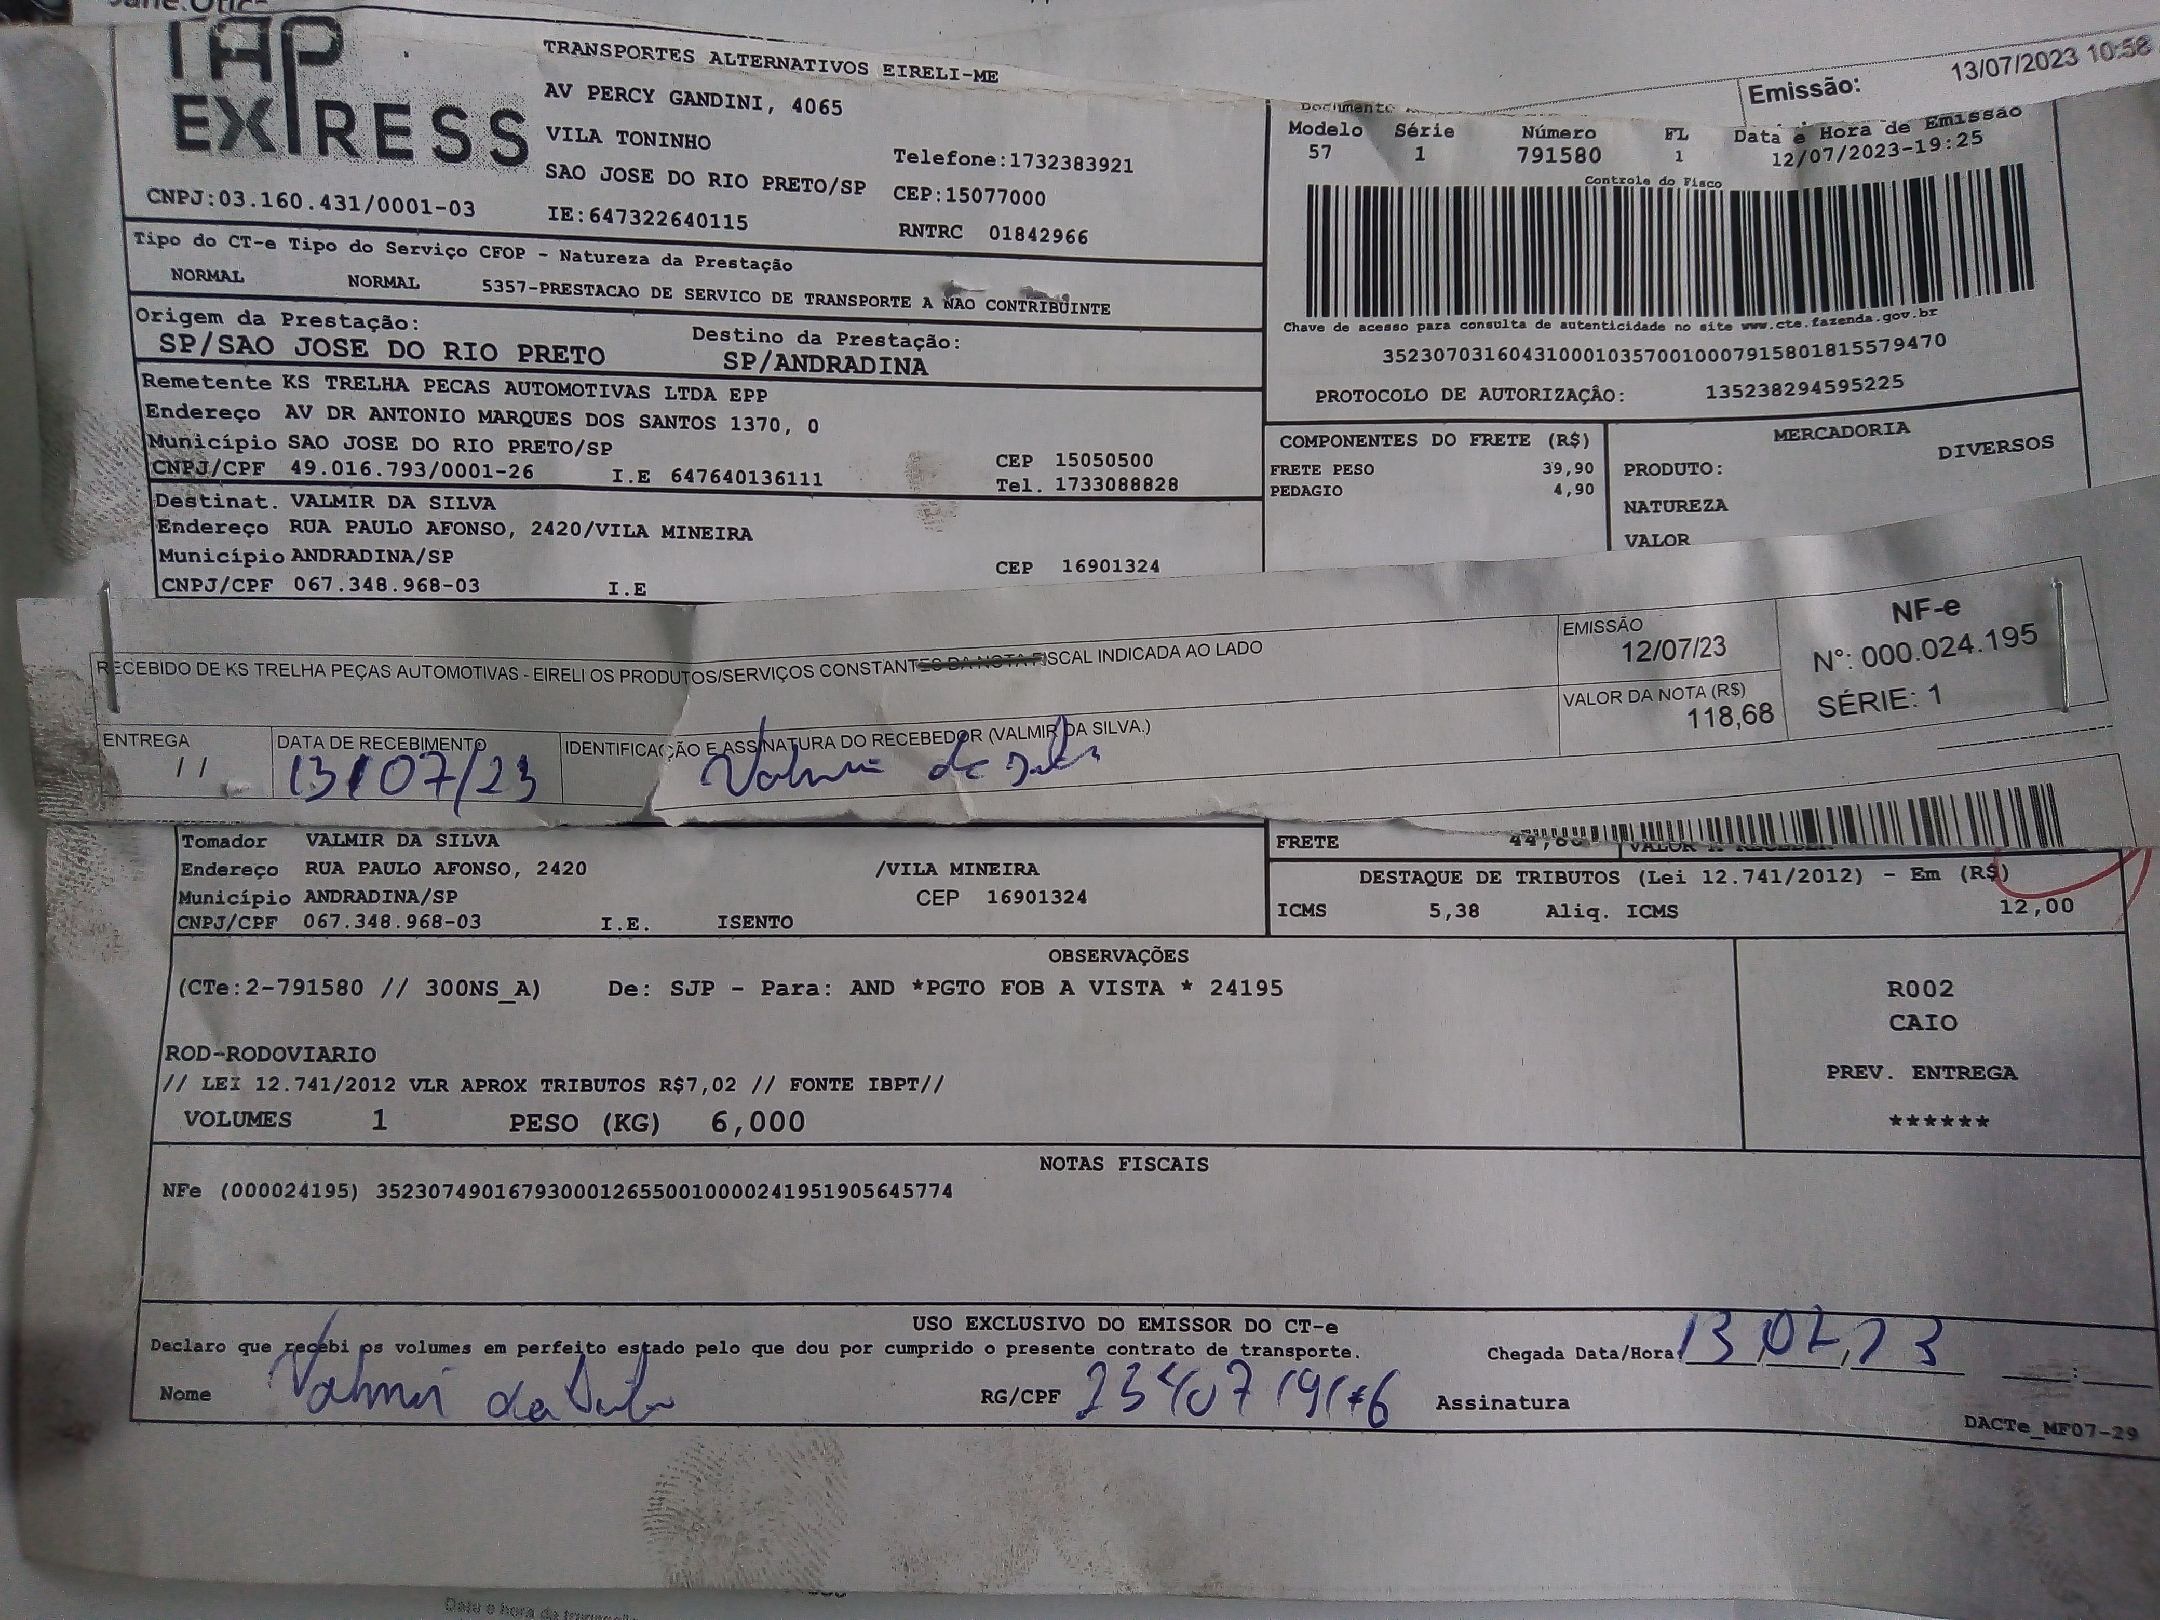 TAP
EXPRESS
TRANSPORTES ALTERNATIVOS EIRELI-ME
AV PERCY GANDINI, 4065
VILA TONINHO
SAO JOSE DO RIO PRETO/SP
IE:647322640115
Telefone:1732383921
CEP:15077000
RNTRC 01842966
CNPJ:03.160.431/0001-03
Emissão: 13/07/2023 10:58
Modelo Série Número FL Data e Hora de Emissão
57 1 791580 1 12/07/2023-19:25
Controle do Fisco
Chave de acesso para consulta de autenticidade no site www.cte.fazenda.gov.br
35230703160431000103570010007915801815579470
PROTOCOLO DE AUTORIZAÇÂO: 135238294595225
Tipo do CT-e Tipo do Serviço CFOP - Natureza da Prestação
NORMAL NORMAL 5357-PRESTACAO DE SERVICO DE TRANSPORTE A NAO CONTRIBUINTE
Origem da Prestação: Destino da Prestação:
SP/SAO JOSE DO RIO PRETO SP/ANDRADINA
Remetente KS TRELHA PECAS AUTOMOTIVAS LTDA EPP
Endereço AV DR ANTONIO MARQUES DOS SANTOS 1370, 0
Município SAO JOSE DO RIO PRETO/SP CEP 15050500
CNPJ/CPF 49.016.793/0001-26 I.E 647640136111 Tel. 1733088828
Destinat. VALMIR DA SILVA
Endereço RUA PAULO AFONSO, 2420/VILA MINEIRA
Município ANDRADINA/SP CEP 16901324
CNPJ/CPF 067.348.968-03 I.E
COMPONENTES DO FRETE (R$)
FRETE PESO 39,90
PEDAGIO 4,90
MERCADORIA
PRODUTO: DIVERSOS
NATUREZA
VALOR
RECEBIDO DE KS TRELHA PEÇAS AUTOMOTIVAS - EIRELI OS PRODUTOS/SERVIÇOS CONSTANTES DA NOTA FISCAL INDICADA AO LADO
EMISSÃO
12/07/23
VALOR DA NOTA (R$)
118,68
NF-e
N°: 000.024.195
SÉRIE: 1
ENTREGA
/ /
DATA DE RECEBIMENTO
13/07/23
IDENTIFICAÇÃO E ASSINATURA DO RECEBEDOR (VALMIR DA SILVA.)
Valmir da Silva
Tomador VALMIR DA SILVA
Endereço RUA PAULO AFONSO, 2420 /VILA MINEIRA
Município ANDRADINA/SP CEP 16901324
CNPJ/CPF 067.348.968-03 I.E. ISENTO
FRETE 44,80 VALOR A RECEBER
DESTAQUE DE TRIBUTOS (Lei 12.741/2012) - Em (R$)
ICMS 5,38 Aliq. ICMS 12,00
OBSERVAÇÕES
(CTe:2-791580 // 300NS_A) De: SJP - Para: AND *PGTO FOB A VISTA * 24195
ROD-RODOVIARIO
// LEI 12.741/2012 VLR APROX TRIBUTOS R$7,02 // FONTE IBPT//
VOLUMES 1 PESO (KG) 6,000
R002
CAIO
PREV. ENTREGA
******
NOTAS FISCAIS
NFe (000024195) 35230749016793000126550010000241951905645774
USO EXCLUSIVO DO EMISSOR DO CT-e
Declaro que recebi os volumes em perfeito estado pelo que dou por cumprido o presente contrato de transporte.
Chegada Data/Hora: 13 07 23 :
Nome Valmir da Silva RG/CPF Assinatura
DACTe_MF07-29